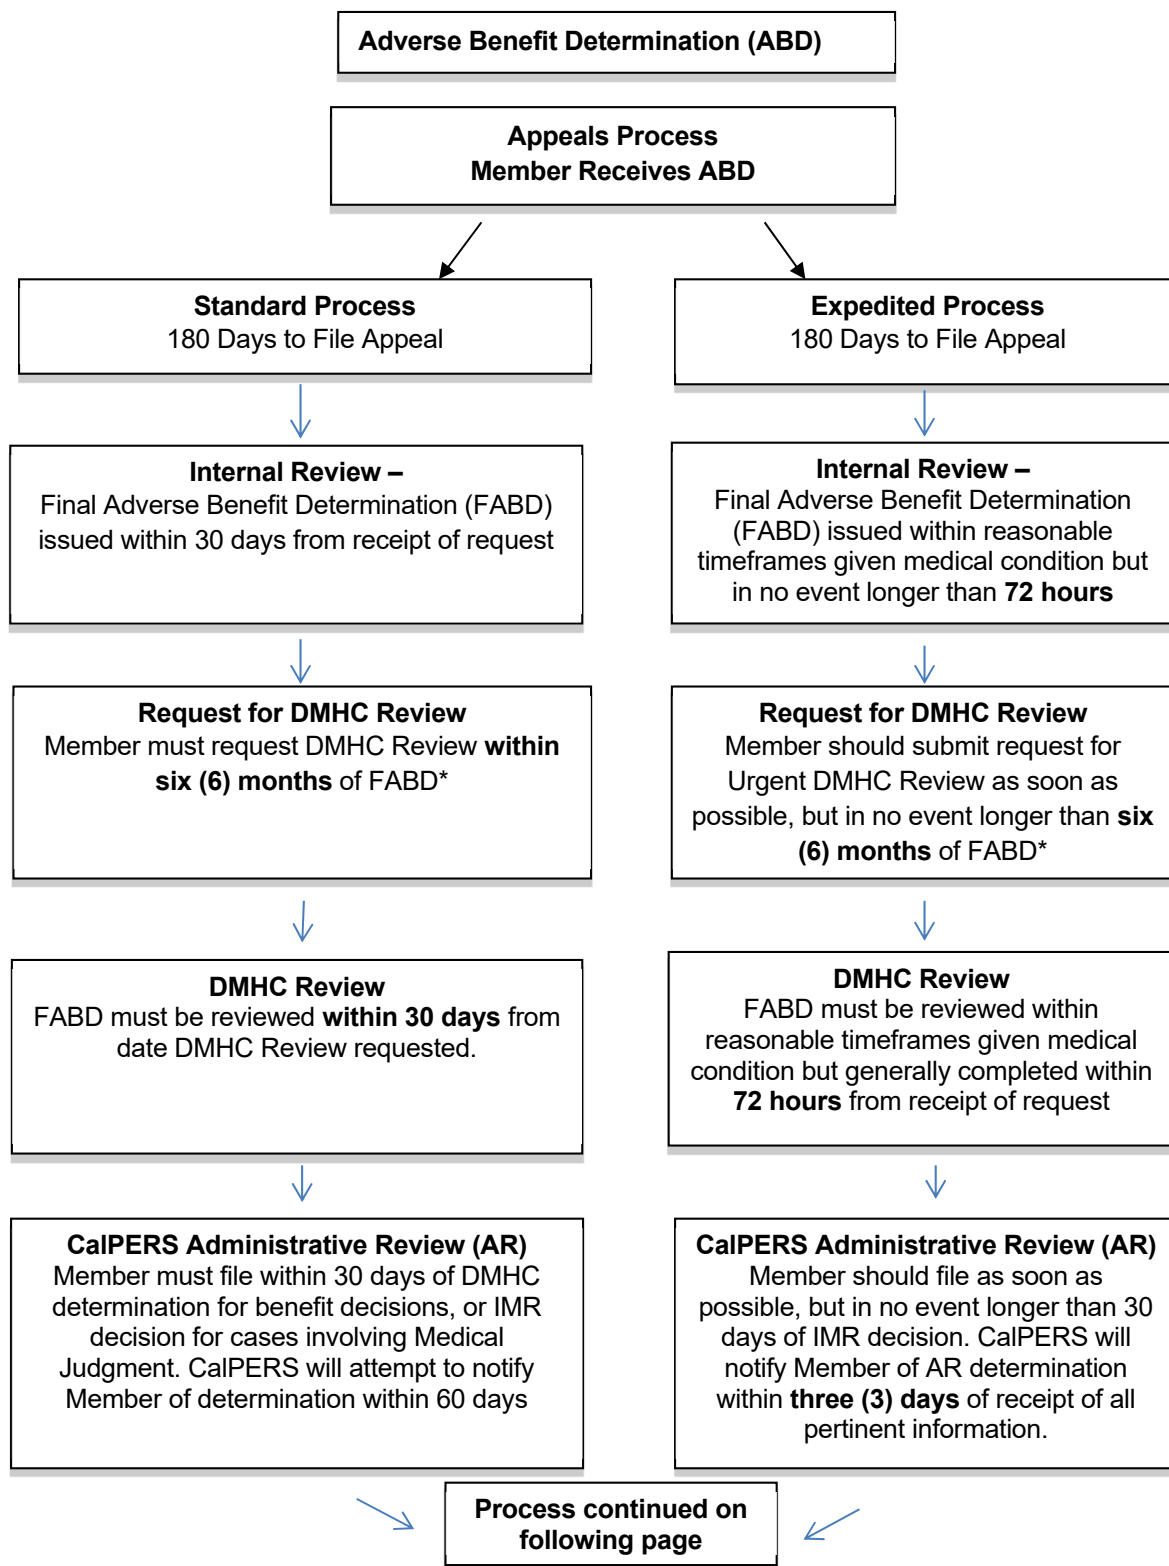 Adverse Benefit Determination (ABD)
Appeals Process
Member Receives ABD
Standard Process
180 Days to File Appeal
Expedited Process
180 Days to File Appeal
Internal Review –
Final Adverse Benefit Determination (FABD)
issued within 30 days from receipt of request
Internal Review –
Final Adverse Benefit Determination
(FABD) issued within reasonable
timeframes given medical condition but
in no event longer than 72 hours
Request for DMHC Review
Member must request DMHC Review within
six (6) months of FABD*
Request for DMHC Review
Member should submit request for
Urgent DMHC Review as soon as
possible, but in no event longer than six
(6) months of FABD*
DMHC Review
FABD must be reviewed within 30 days from
date DMHC Review requested.
DMHC Review
FABD must be reviewed within
reasonable timeframes given medical
condition but generally completed within
72 hours from receipt of request
CalPERS Administrative Review (AR)
Member must file within 30 days of DMHC
determination for benefit decisions, or IMR
decision for cases involving Medical
Judgment. CalPERS will attempt to notify
Member of determination within 60 days
CalPERS Administrative Review (AR)
Member should file as soon as
possible, but in no event longer than 30
days of IMR decision. CalPERS will
notify Member of AR determination
within three (3) days of receipt of all
pertinent information.
Process continued on
following page